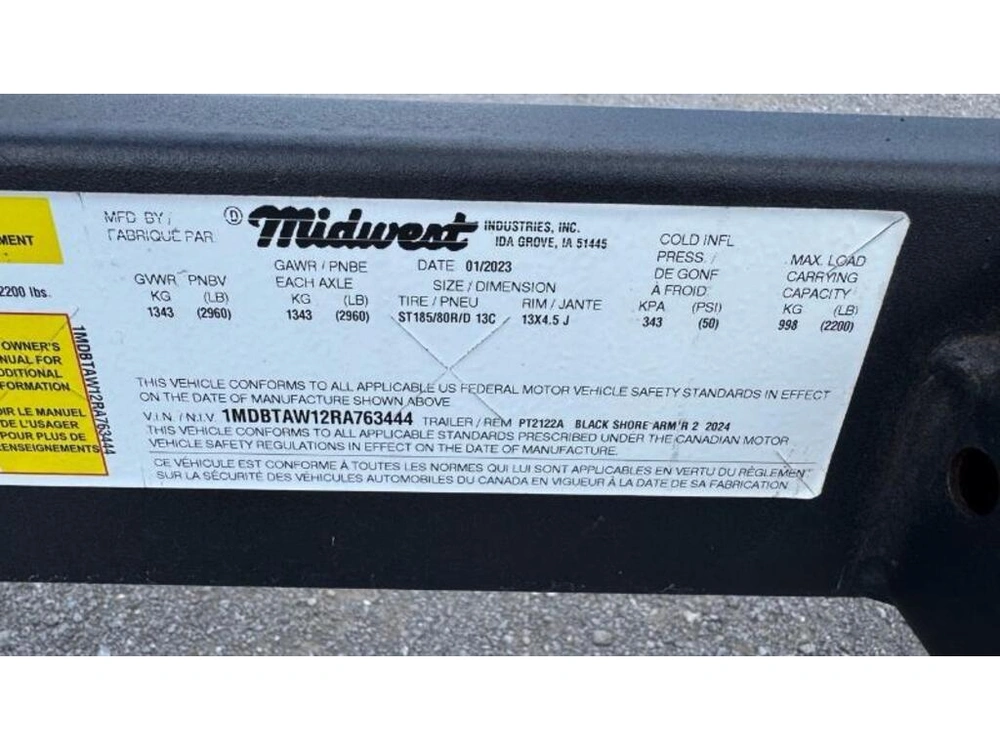 MENT
2200 lbs.
OWNER'S
NUAL FOR
DDITIONAL
FORMATION
IR LE MANUEL
DE L'USAGER
POUR PLUS DE
RENSEIGNEMENTS
1MDBTAW12RA763444
MFD BY /
FABRIQUÉ PAR
D Midwest INDUSTRIES, INC.
IDA GROVE, IA 51445
GVWR PNBV
KG (LB)
1343 (2960)
GAWR / PNBE
EACH AXLE
KG (LB)
1343 (2960)
DATE 01/2023
SIZE / DIMENSION
TIRE / PNEU RIM / JANTE
ST185/80R/D 13C 13X4.5 J
COLD INFL
PRESS. /
DE GONF
À FROID
KPA (PSI)
343 (50)
MAX. LOAD
CARRYING
CAPACITY
KG (LB)
998 (2200)
THIS VEHICLE CONFORMS TO ALL APPLICABLE US FEDERAL MOTOR VEHICLE SAFETY STANDARDS IN EFFECT
ON THE DATE OF MANUFACTURE SHOWN ABOVE
V.I.N. / N.I.V. 1MDBTAW12RA763444 TRAILER / REM PT2122A BLACK SHORE ARM'R 2 2024
THIS VEHICLE CONFORMS TO ALL APPLICABLE STANDARDS PRESCRIBED UNDER THE CANADIAN MOTOR
VEHICLE SAFETY REGULATIONS IN EFFECT ON THE DATE OF MANUFACTURE.
CE VÉHICULE EST CONFORME À TOUTES LES NORMES QUI LUI SONT APPLICABLES EN VERTU DU RÈGLEMENT
SUR LA SÉCURITÉ DES VÉHICULES AUTOMOBILES DU CANADA EN VIGUEUR À LA DATE DE SA FABRICATION